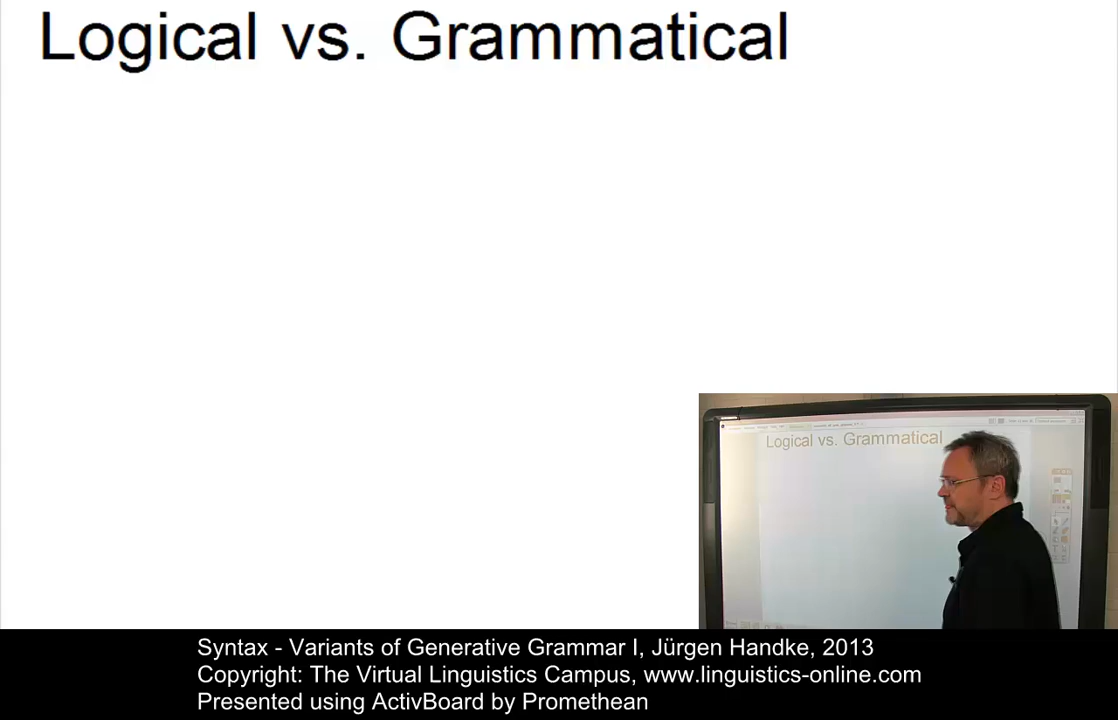 Logical vs. Grammatical
Logical vs. Grammatical
Syntax - Variants of Generative Grammar I, Jürgen Handke, 2013
Copyright: The Virtual Linguistics Campus, www.linguistics-online.com
Presented using ActivBoard by Promethean